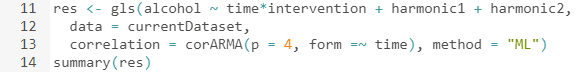 11 res <- gls(alcohol ~ time*intervention + harmonic1 + harmonic2,
12   data = currentDataset,
13   correlation = corARMA(p = 4, form =~ time), method = "ML")
14 summary(res)